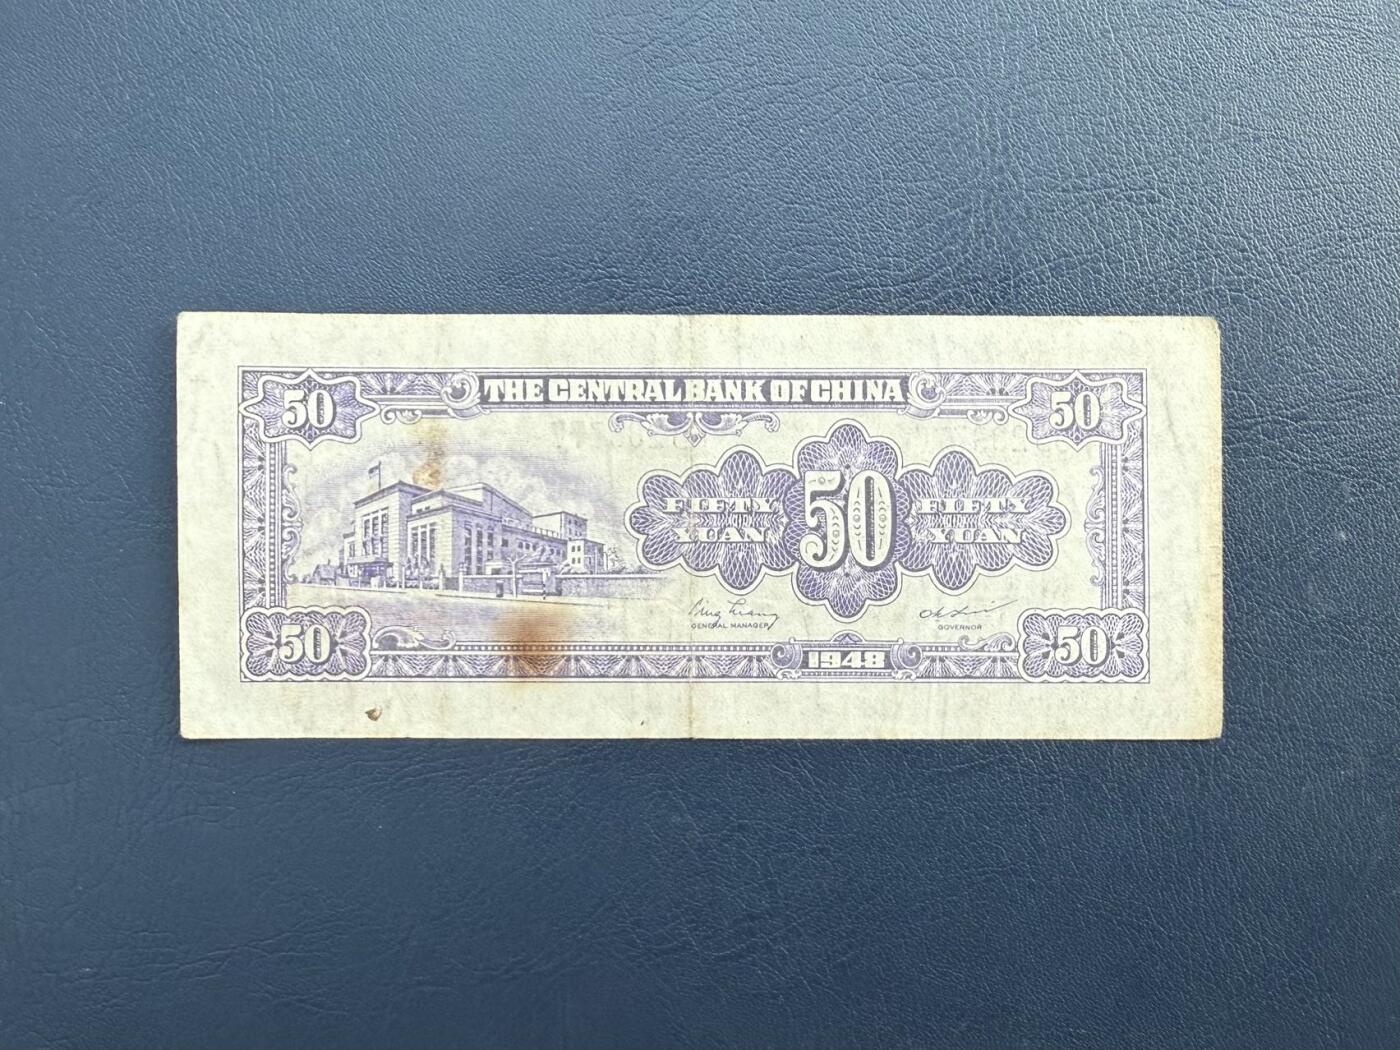 THE CENTRAL BANK OF CHINA
50 50
FIFTY YUAN 50 FIFTY YUAN
GENERAL MANAGER GOVERNOR
50 1948 50